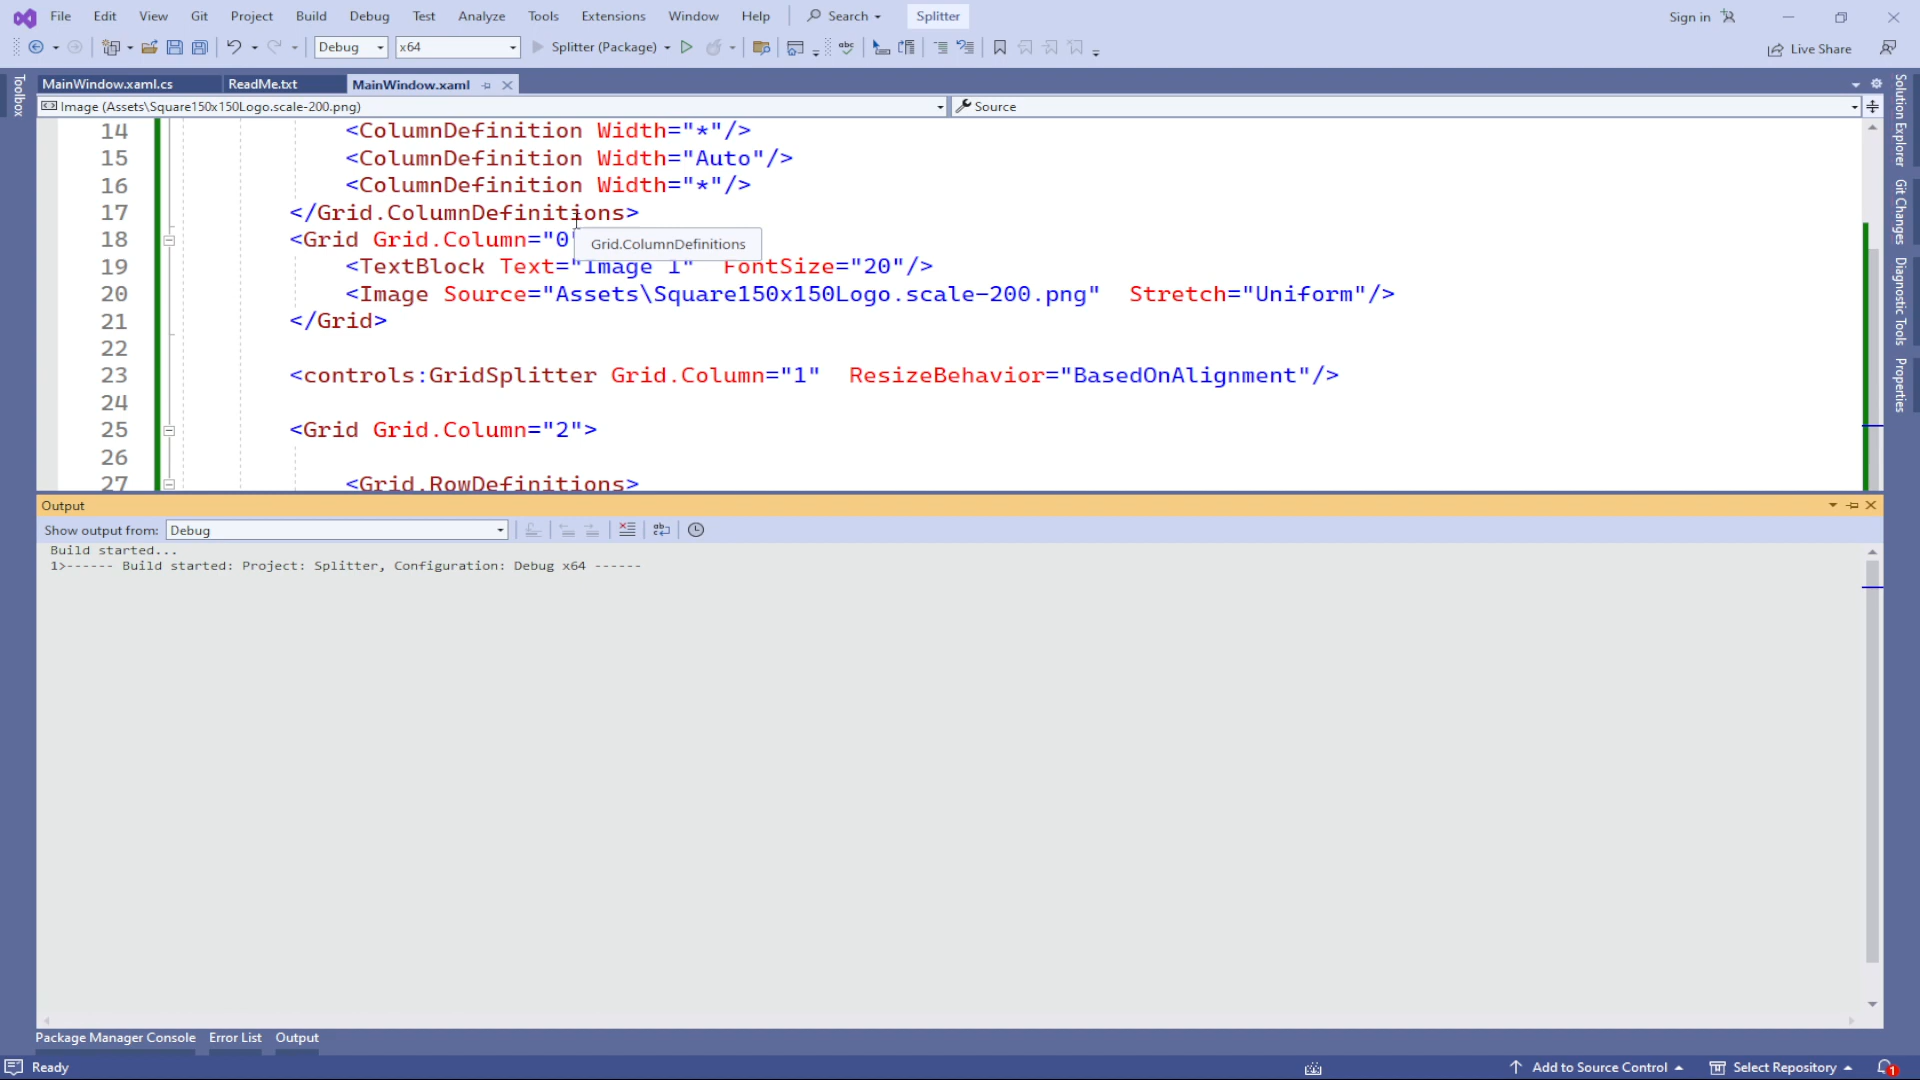 File Edit View Git Project Build Debug Test Analyze Tools Extensions Window Help Search Splitter Sign in
Debug x64 Splitter (Package) Live Share
MainWindow.xaml.cs ReadMe.txt MainWindow.xaml
Image (Assets\Square150x150Logo.scale-200.png) Source
14 <ColumnDefinition Width="*"/>
15 <ColumnDefinition Width="Auto"/>
16 <ColumnDefinition Width="*"/>
17 </Grid.ColumnDefinitions>
18 <Grid Grid.Column="0"
Grid.ColumnDefinitions
19 <TextBlock Text="Image 1" FontSize="20"/>
20 <Image Source="Assets\Square150x150Logo.scale-200.png" Stretch="Uniform"/>
21 </Grid>
22
23 <controls:GridSplitter Grid.Column="1" ResizeBehavior="BasedOnAlignment"/>
24
25 <Grid Grid.Column="2">
26
27 <Grid.RowDefinitions>
Toolbox
Solution Explorer
Git Changes
Diagnostic Tools
Properties
Output
Show output from: Debug
Build started...
1>------ Build started: Project: Splitter, Configuration: Debug x64 ------
Package Manager Console Error List Output
Ready Add to Source Control Select Repository 1